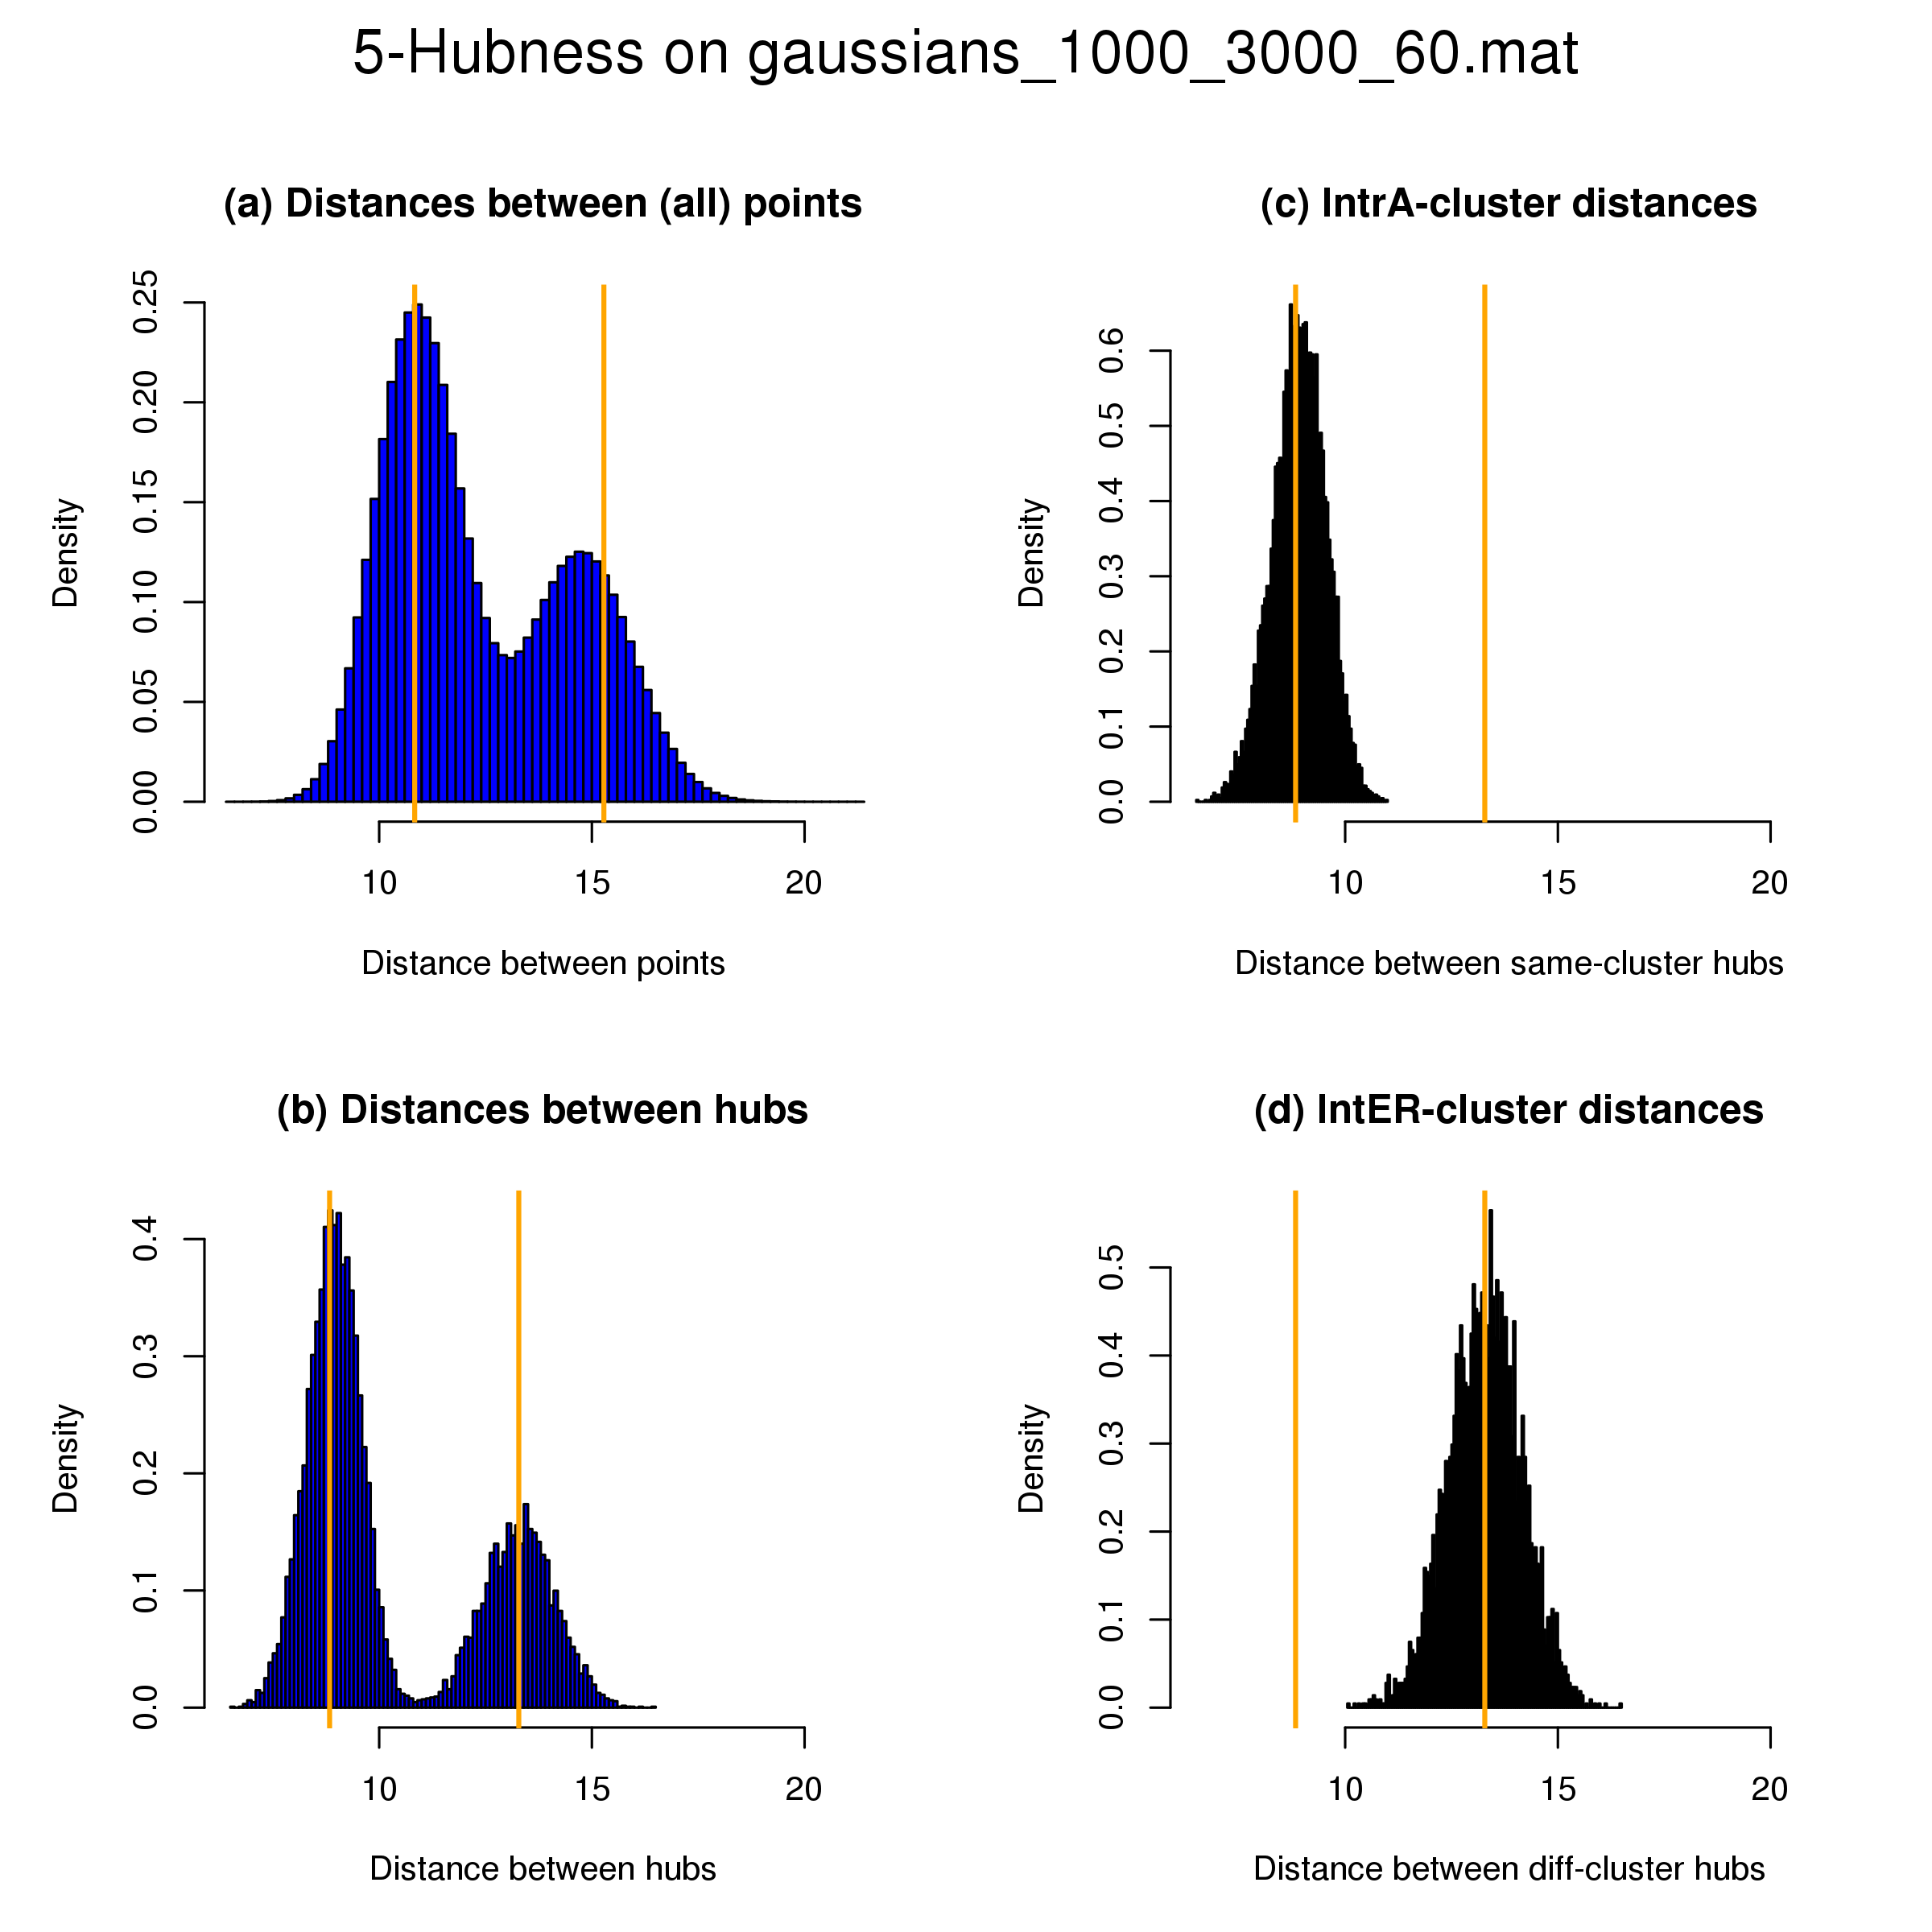 5-Hubness on gaussians_1000_3000_60.mat
(a) Distances between (all) points
Density
0.00 0.05 0.10 0.15 0.20 0.25
10 15 20
Distance between points
(c) IntrA-cluster distances
Density
0.0 0.1 0.2 0.3 0.4 0.5 0.6
10 15 20
Distance between same-cluster hubs
(b) Distances between hubs
Density
0.0 0.1 0.2 0.3 0.4
10 15 20
Distance between hubs
(d) IntER-cluster distances
Density
0.0 0.1 0.2 0.3 0.4 0.5
10 15 20
Distance between diff-cluster hubs